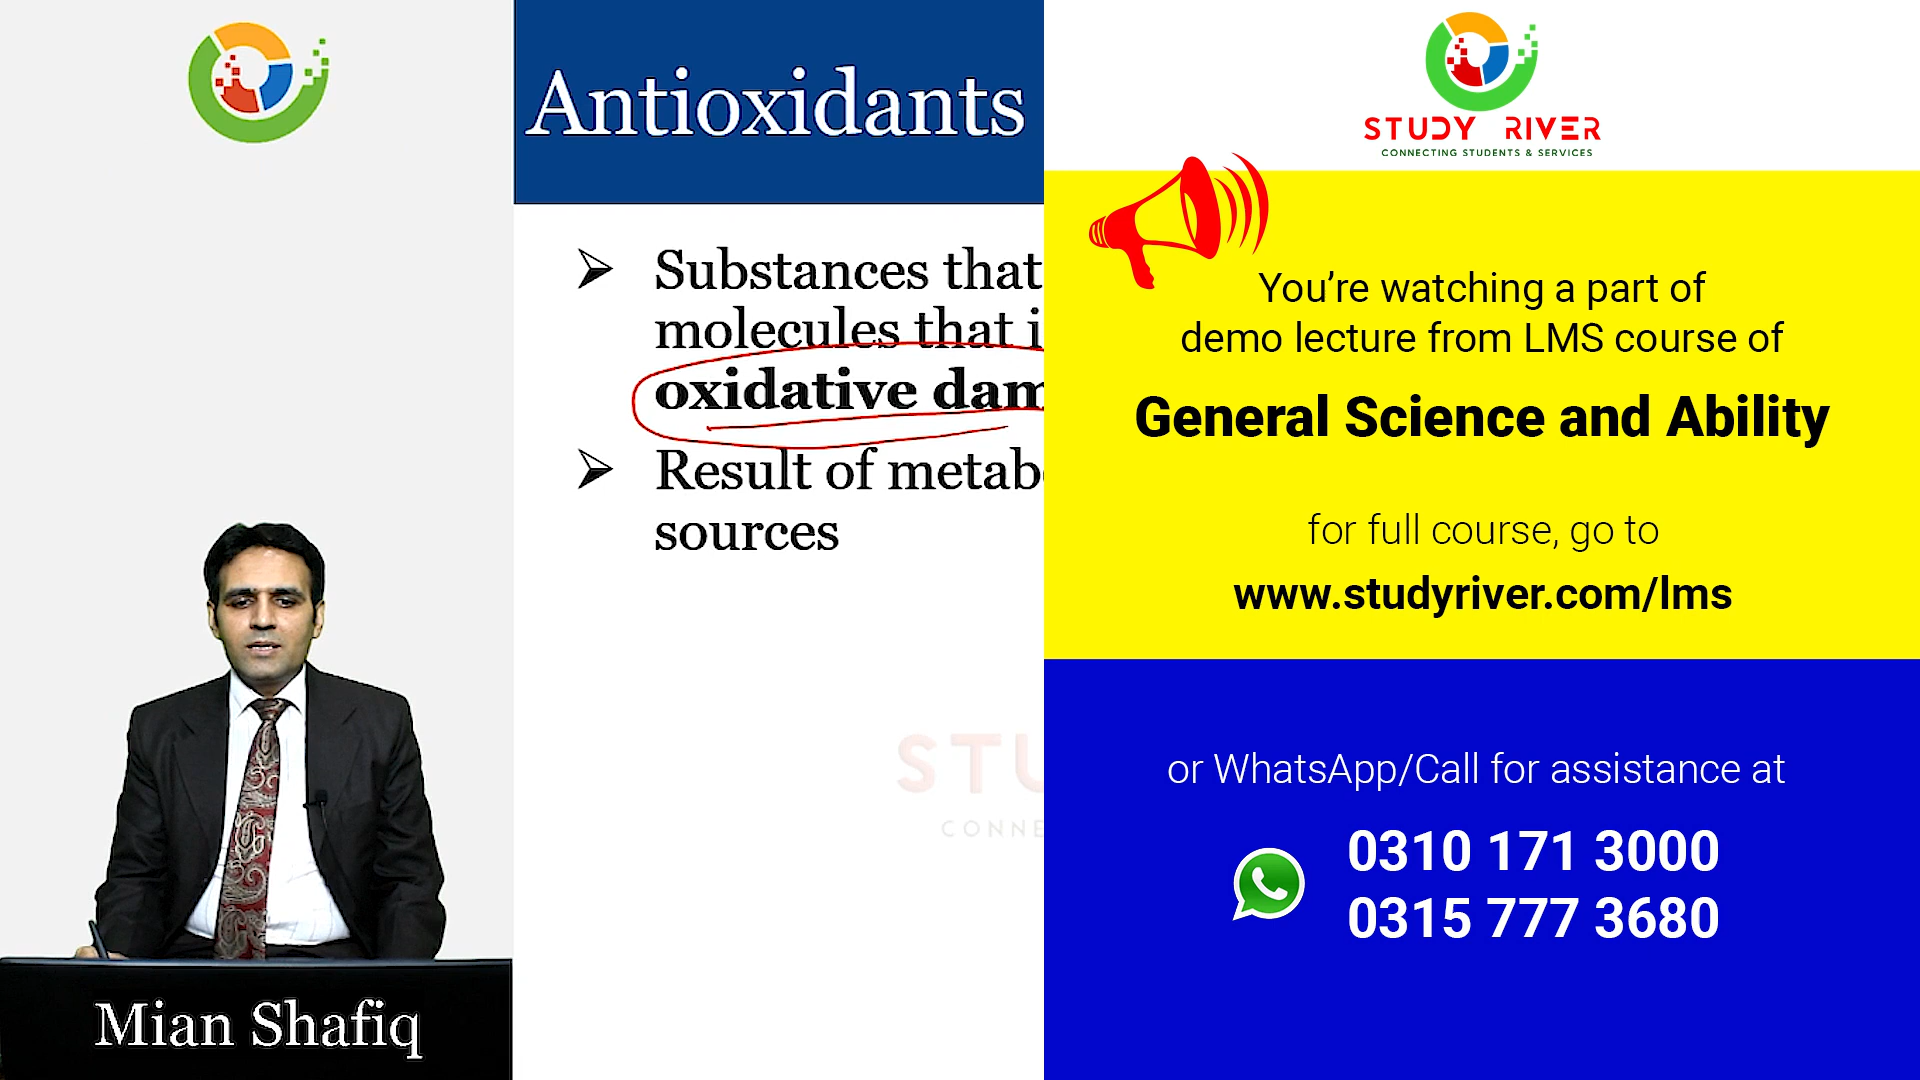 Antioxidants
Substances that
molecules that i
oxidative dam
Result of metab
sources
STU
CONNE
Mian Shafiq
STUDY RIVER
CONNECTING STUDENTS & SERVICES
You’re watching a part of
demo lecture from LMS course of
General Science and Ability
for full course, go to
www.studyriver.com/lms
or WhatsApp/Call for assistance at
0310 171 3000
0315 777 3680